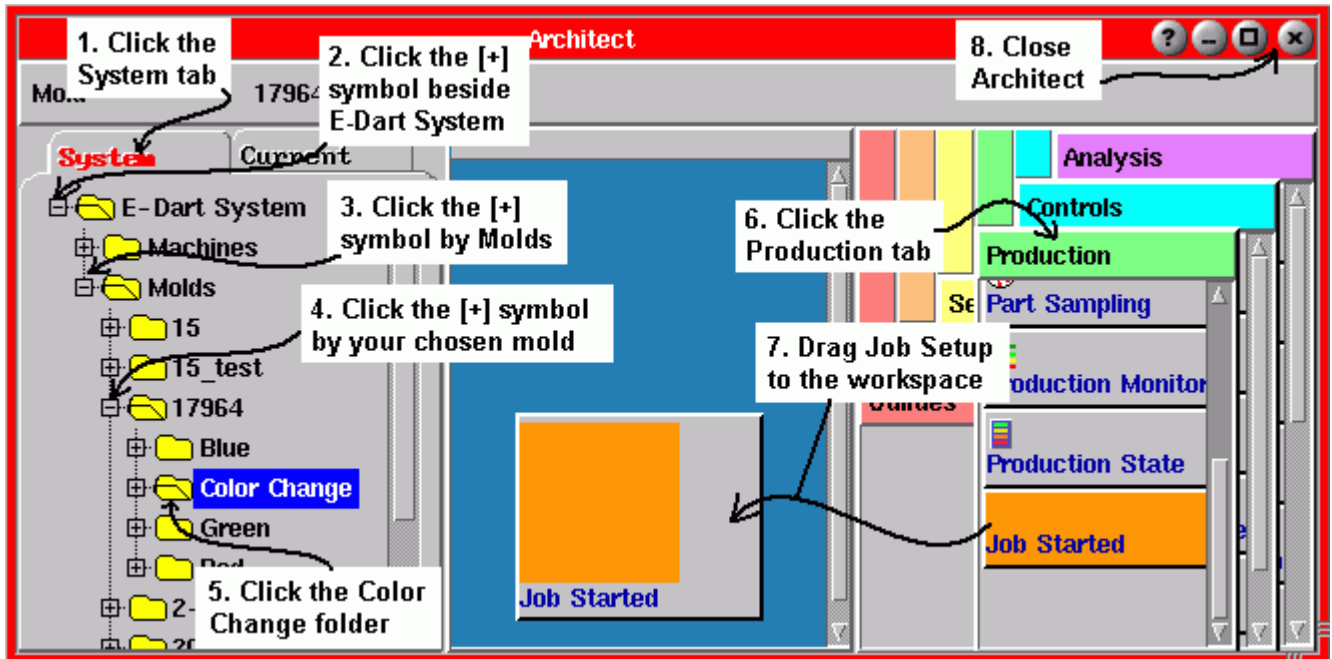 Architect
1. Click the
System tab
2. Click the [+]
symbol beside
E-Dart System
8. Close
Architect
?
17964
System
Current
Analysis
E-Dart System
3. Click the [+]
symbol by Molds
6. Click the
Production tab
Controls
Machines
Production
Molds
4. Click the [+] symbol
by your chosen mold
Part Sampling
15
7. Drag Job Setup
to the workspace
15_test
Production Monitor
17964
Blue
Production State
Color Change
Green
Job Started
5. Click the Color
Change folder
Job Started